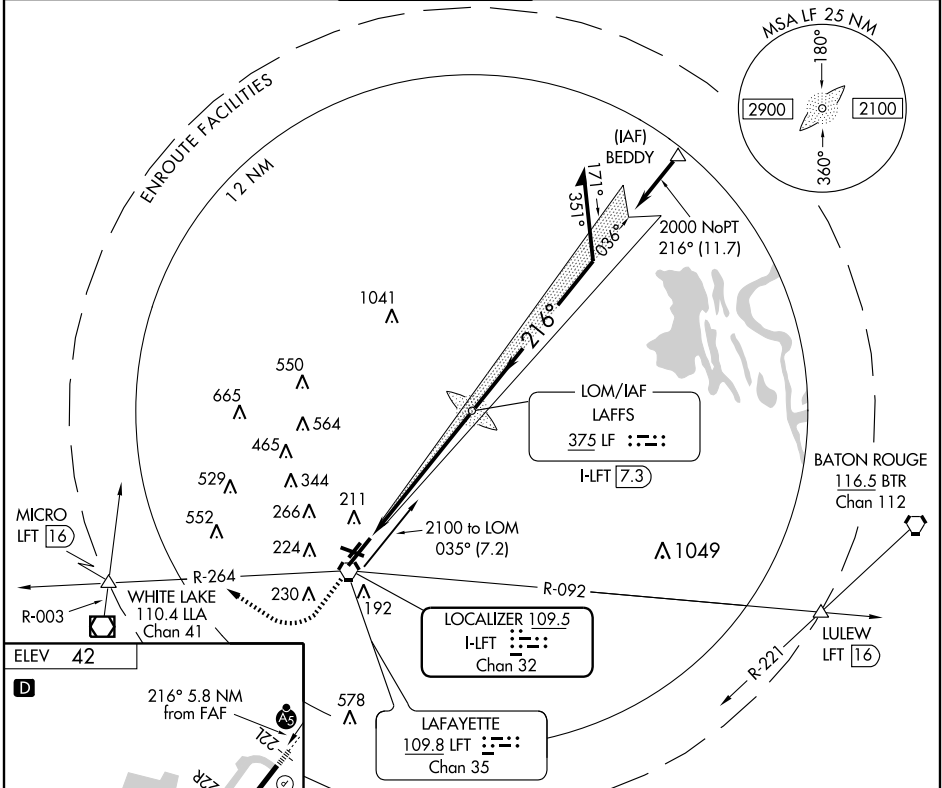 MSA LF 25 NM
180°
2900
2100
360°
ENROUTE FACILITIES
12 NM
(IAF)
BEDDY
171°
351°
036°
2000 NoPT
216° (11.7)
1041
216°
550
665
564
465
529
344
552
266
211
224
230
192
LOM/IAF
LAFFS
375 LF
I-LFT 7.3
BATON ROUGE
116.5 BTR
Chan 112
MICRO
LFT 16
2100 to LOM
035° (7.2)
1049
R-264
R-092
R-003
WHITE LAKE
110.4 LLA
Chan 41
LOCALIZER 109.5
I-LFT
Chan 32
LULEW
LFT 16
R-221
ELEV 42
D
216° 5.8 NM
from FAF
A5
22L
22R
578
LAFAYETTE
109.8 LFT
Chan 35